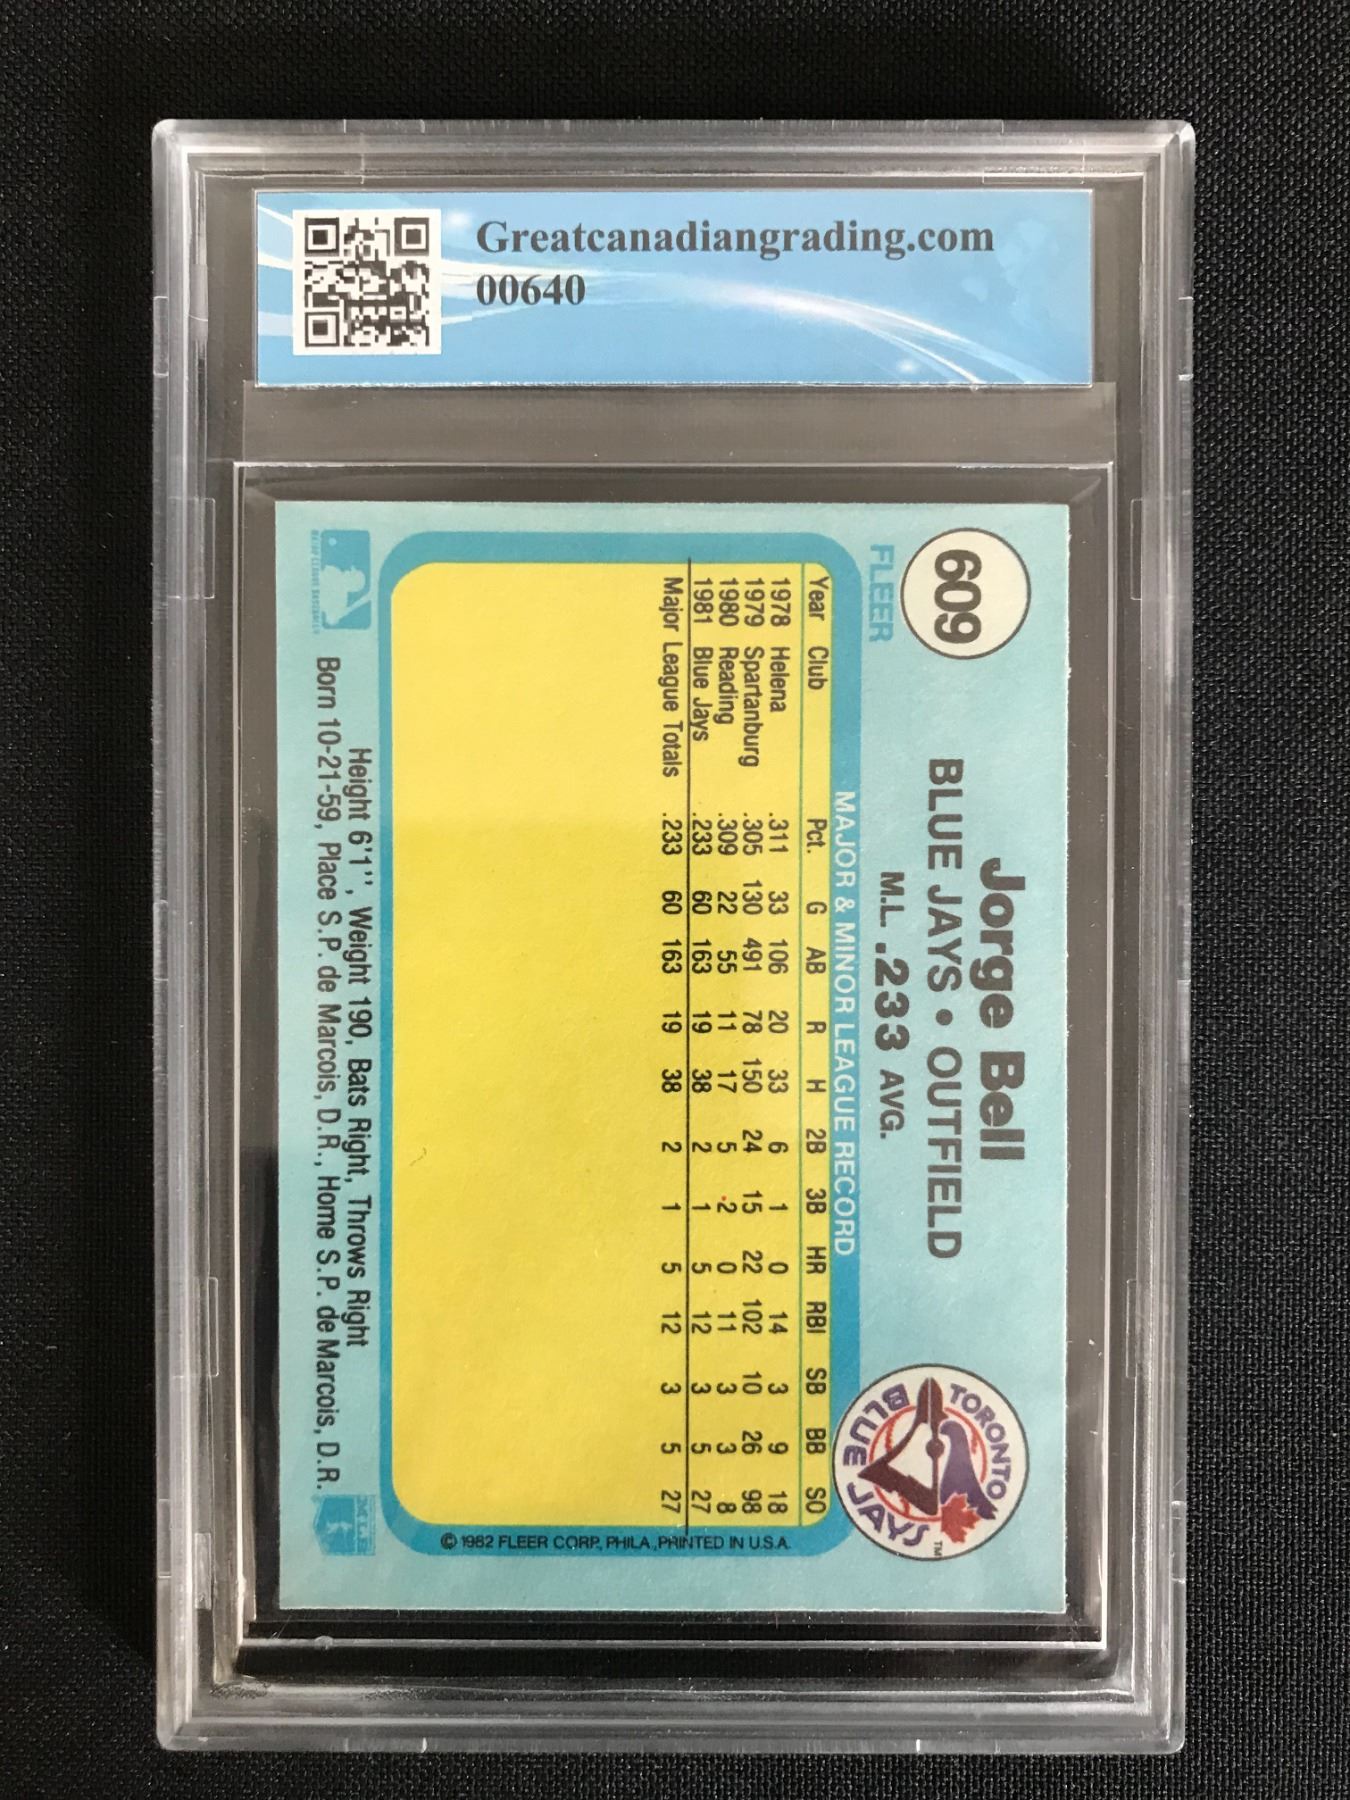 Greatcanadiangrading.com
00640
609
FLEER
Jorge Bell
BLUE JAYS • OUTFIELD
M.L. .233 AVG.
TORONTO
BLUE JAYS
TM
MAJOR & MINOR LEAGUE RECORD
Year Club Pct. G AB R H 2B 3B HR RBI SB BB SO
1978 Helena .311 33 106 20 33 6 1 0 14 3 9 18
1979 Spartanburg .305 130 491 78 150 24 15 22 102 10 26 98
1980 Reading .309 22 55 11 17 5 2 0 11 3 3 8
1981 Blue Jays .233 60 163 19 38 2 1 5 12 3 5 27
Major League Totals .233 60 163 19 38 2 1 5 12 3 5 27
© 1982 FLEER CORP., PHILA., PRINTED IN U.S.A.
Height 6'1'', Weight 190, Bats Right, Throws Right
Born 10-21-59, Place S.P. de Marcois, D.R., Home S.P. de Marcois, D.R.
MAJOR LEAGUE BASEBALL